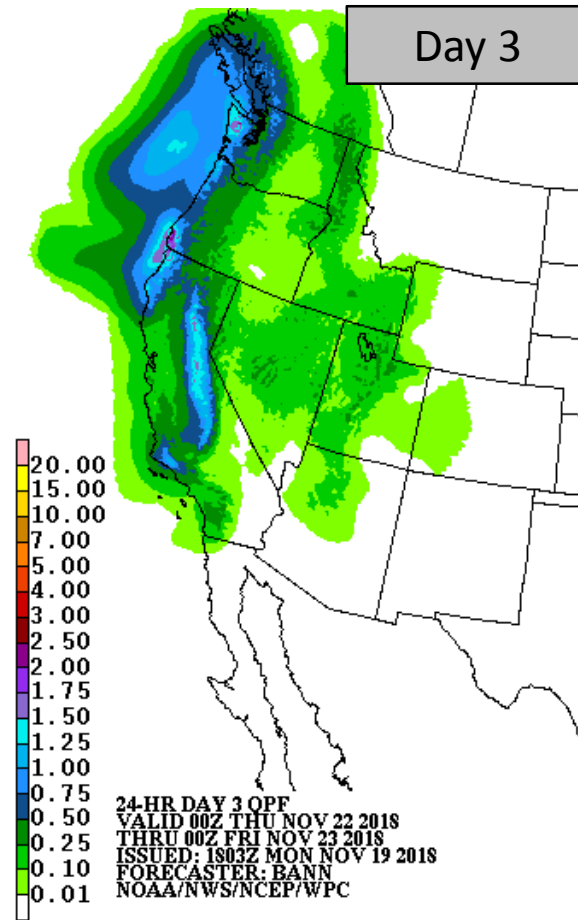 Day 3
20.00
15.00
10.00
7.00
5.00
4.00
3.00
2.50
2.00
1.75
1.50
1.25
1.00
0.75
0.50
0.25
0.10
0.01
24-HR DAY 3 QPF
VALID 00Z THU NOV 22 2018
THRU 00Z FRI NOV 23 2018
ISSUED: 1803Z MON NOV 19 2018
FORECASTER: BANN
NOAA/NWS/NCEP/WPC